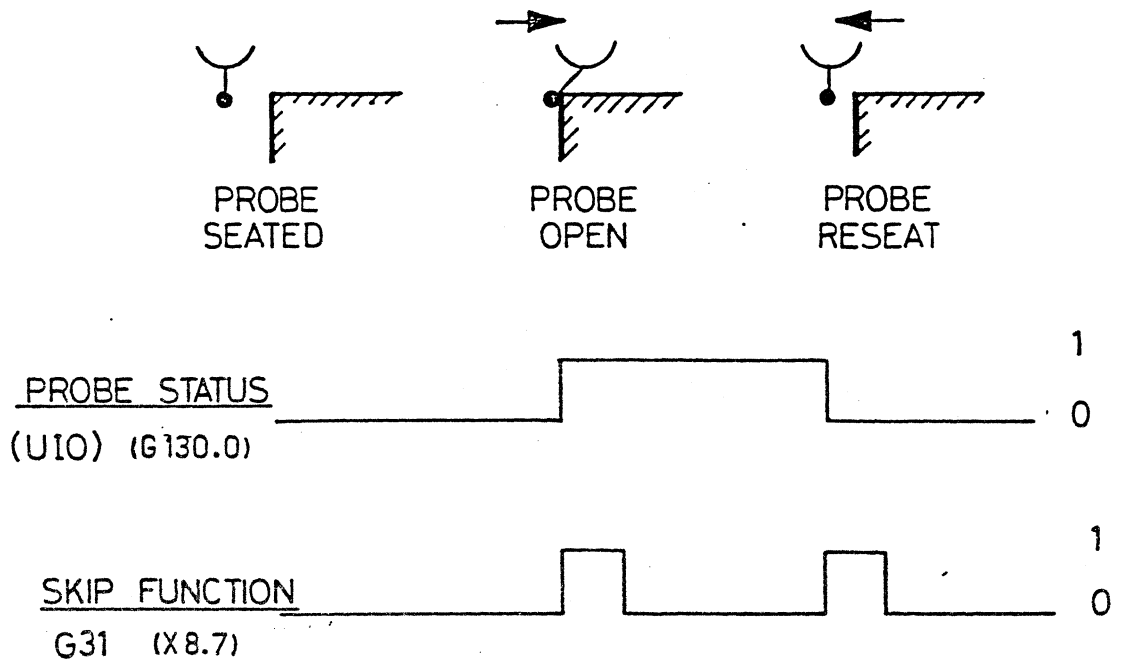 PROBE
SEATED
PROBE
OPEN
PROBE
RESEAT
1
PROBE STATUS
0
(UIO) (G130.0)
1
SKIP FUNCTION
0
G31 (X8.7)